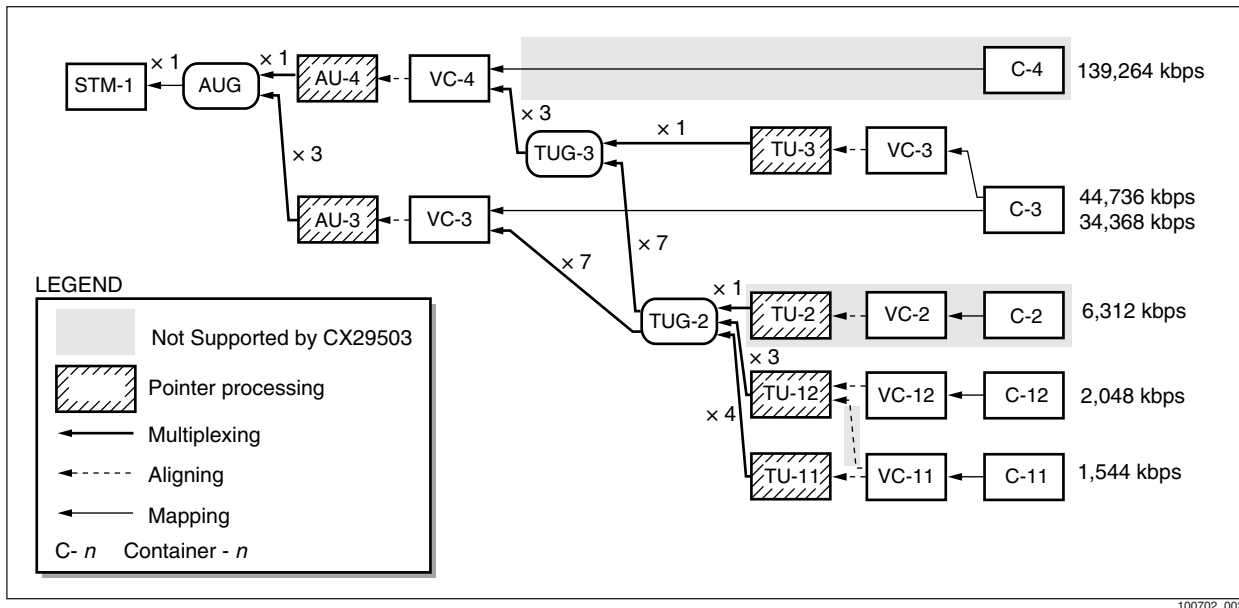 × 1
× 1
STM-1
AUG
AU-4
VC-4
C-4
139,264 kbps
× 3
× 1
× 3
TUG-3
TU-3
VC-3
AU-3
VC-3
C-3
44,736 kbps
34,368 kbps
× 7
× 7
× 1
TUG-2
TU-2
VC-2
C-2
6,312 kbps
× 3
TU-12
VC-12
C-12
2,048 kbps
× 4
TU-11
VC-11
C-11
1,544 kbps
LEGEND
Not Supported by CX29503
Pointer processing
Multiplexing
Aligning
Mapping
C- n Container - n